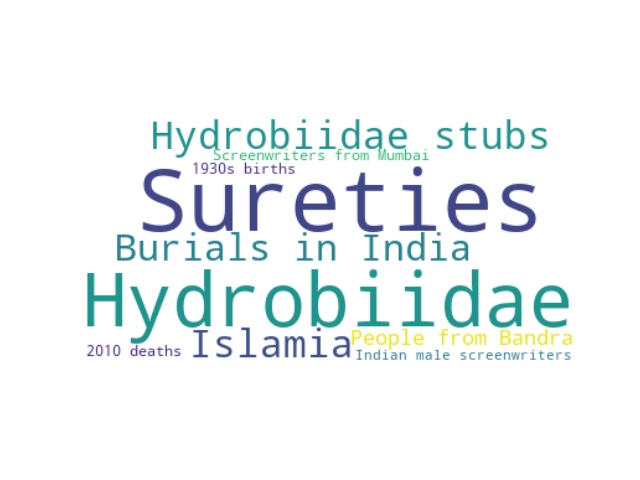 Hydrobiidae stubs
Screenwriters from Mumbai
1930s births
Sureties
Burials in India
Hydrobiidae
Islamia
People from Bandra
2010 deaths
Indian male screenwriters